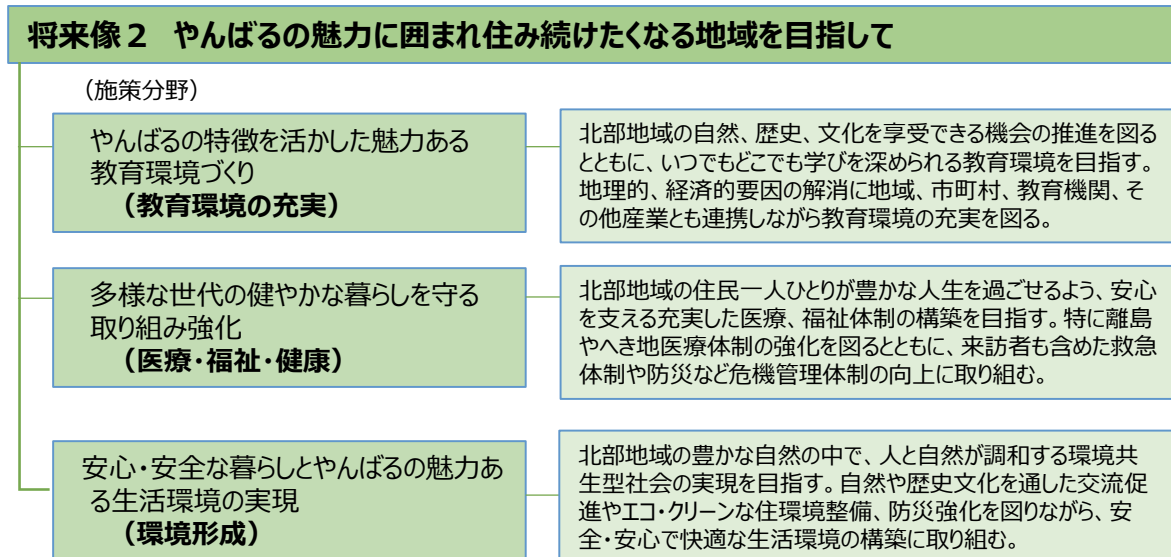 将来像２　やんばるの魅力に囲まれ住み続けたくなる地域を目指して
（施策分野）
やんばるの特徴を活かした魅力ある
教育環境づくり
（教育環境の充実）
北部地域の自然、歴史、文化を享受できる機会の推進を図る
とともに、いつでもどこでも学びを深められる教育環境を目指す。
地理的、経済的要因の解消に地域、市町村、教育機関、そ
の他産業とも連携しながら教育環境の充実を図る。
多様な世代の健やかな暮らしを守る
取り組み強化
（医療・福祉・健康）
北部地域の住民一人ひとりが豊かな人生を過ごせるよう、安心
を支える充実した医療、福祉体制の構築を目指す。特に離島
やへき地医療体制の強化を図るとともに、来訪者も含めた救急
体制や防災など危機管理体制の向上に取り組む。
安心・安全な暮らしとやんばるの魅力あ
る生活環境の実現
（環境形成）
北部地域の豊かな自然の中で、人と自然が調和する環境共
生型社会の実現を目指す。自然や歴史文化を通した交流促
進やエコ・クリーンな住環境整備、防災強化を図りながら、安
全・安心で快適な生活環境の構築に取り組む。